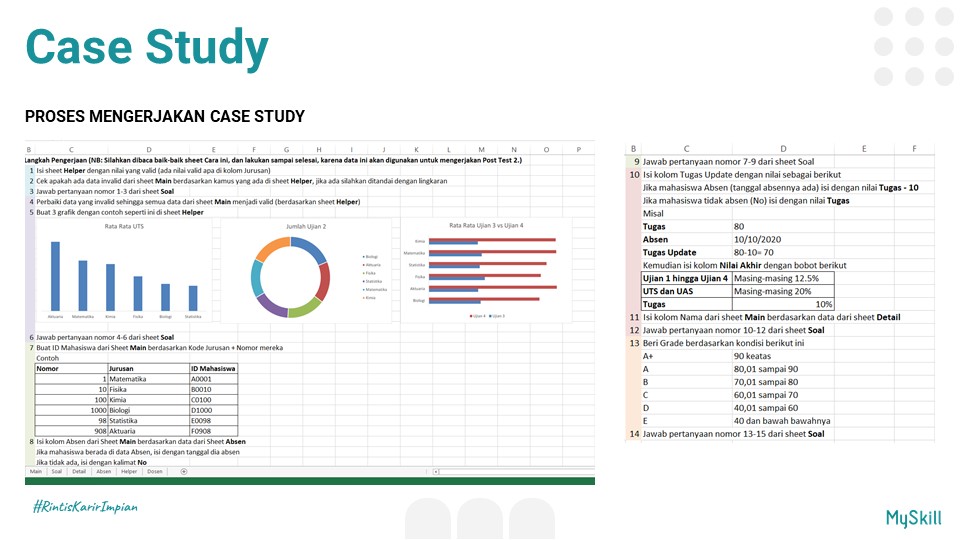 Case Study
PROSES MENGERJAKAN CASE STUDY
B C D E F G H I J K L M N O P
Langkah Pengerjaan (NB: Silahkan dibaca baik-baik sheet Cara ini, dan lakukan sampai selesai, karena data ini akan digunakan untuk mengerjakan Post Test 2.)
1 Isi sheet Helper dengan nilai yang valid (ada nilai valid apa di kolom Jurusan)
2 Cek apakah ada data invalid dari sheet Main berdasarkan kamus yang ada di sheet Helper, jika ada silahkan ditandai dengan lingkaran
3 Jawab pertanyaan nomor 1-3 dari sheet Soal
4 Perbaiki data yang invalid sehingga semua data dari sheet Main menjadi valid (berdasarkan sheet Helper)
5 Buat 3 grafik dengan contoh seperti ini di sheet Helper
Rata Rata UTS
Aktuaria Matematika Kimia Fisika Biologi Statistika
Jumlah Ujian 2
Biologi
Aktuaria
Fisika
Statistika
Matematika
Kimia
Rata Rata Ujian 3 vs Ujian 4
Kimia
Matematika
Statistika
Fisika
Aktuaria
Biologi
Ujian 4 Ujian 3
6 Jawab pertanyaan nomor 4-6 dari sheet Soal
7 Buat ID Mahasiswa dari Sheet Main berdasarkan Kode Jurusan + Nomor mereka
Contoh
Nomor Jurusan ID Mahasiswa
1 Matematika A0001
10 Fisika B0010
100 Kimia C0100
1000 Biologi D1000
98 Statistika E0098
908 Aktuaria F0908
8 Isi kolom Absen dari Sheet Main berdasarkan data dari Sheet Absen
Jika mahasiswa berada di data Absen, isi dengan tanggal dia absen
Jika tidak ada, isi dengan kalimat No
Main Soal Detail Absen Helper Dosen
B C D E F
9 Jawab pertanyaan nomor 7-9 dari sheet Soal
10 Isi kolom Tugas Update dengan nilai sebagai berikut
Jika mahasiswa Absen (tanggal absennya ada) isi dengan nilai Tugas - 10
Jika mahasiswa tidak absen (No) isi dengan nilai Tugas
Misal
Tugas 80
Absen 10/10/2020
Tugas Update 80-10= 70
Kemudian isi kolom Nilai Akhir dengan bobot berikut
Ujian 1 hingga Ujian 4 Masing-masing 12.5%
UTS dan UAS Masing-masing 20%
Tugas 10%
11 Isi kolom Nama dari sheet Main berdasarkan data dari sheet Detail
12 Jawab pertanyaan nomor 10-12 dari sheet Soal
13 Beri Grade berdasarkan kondisi berikut ini
A+ 90 keatas
A 80,01 sampai 90
B 70,01 sampai 80
C 60,01 sampai 70
D 40,01 sampai 60
E 40 dan bawah bawahnya
14 Jawab pertanyaan nomor 13-15 dari sheet Soal
#RintisKarirImpian
MySkill